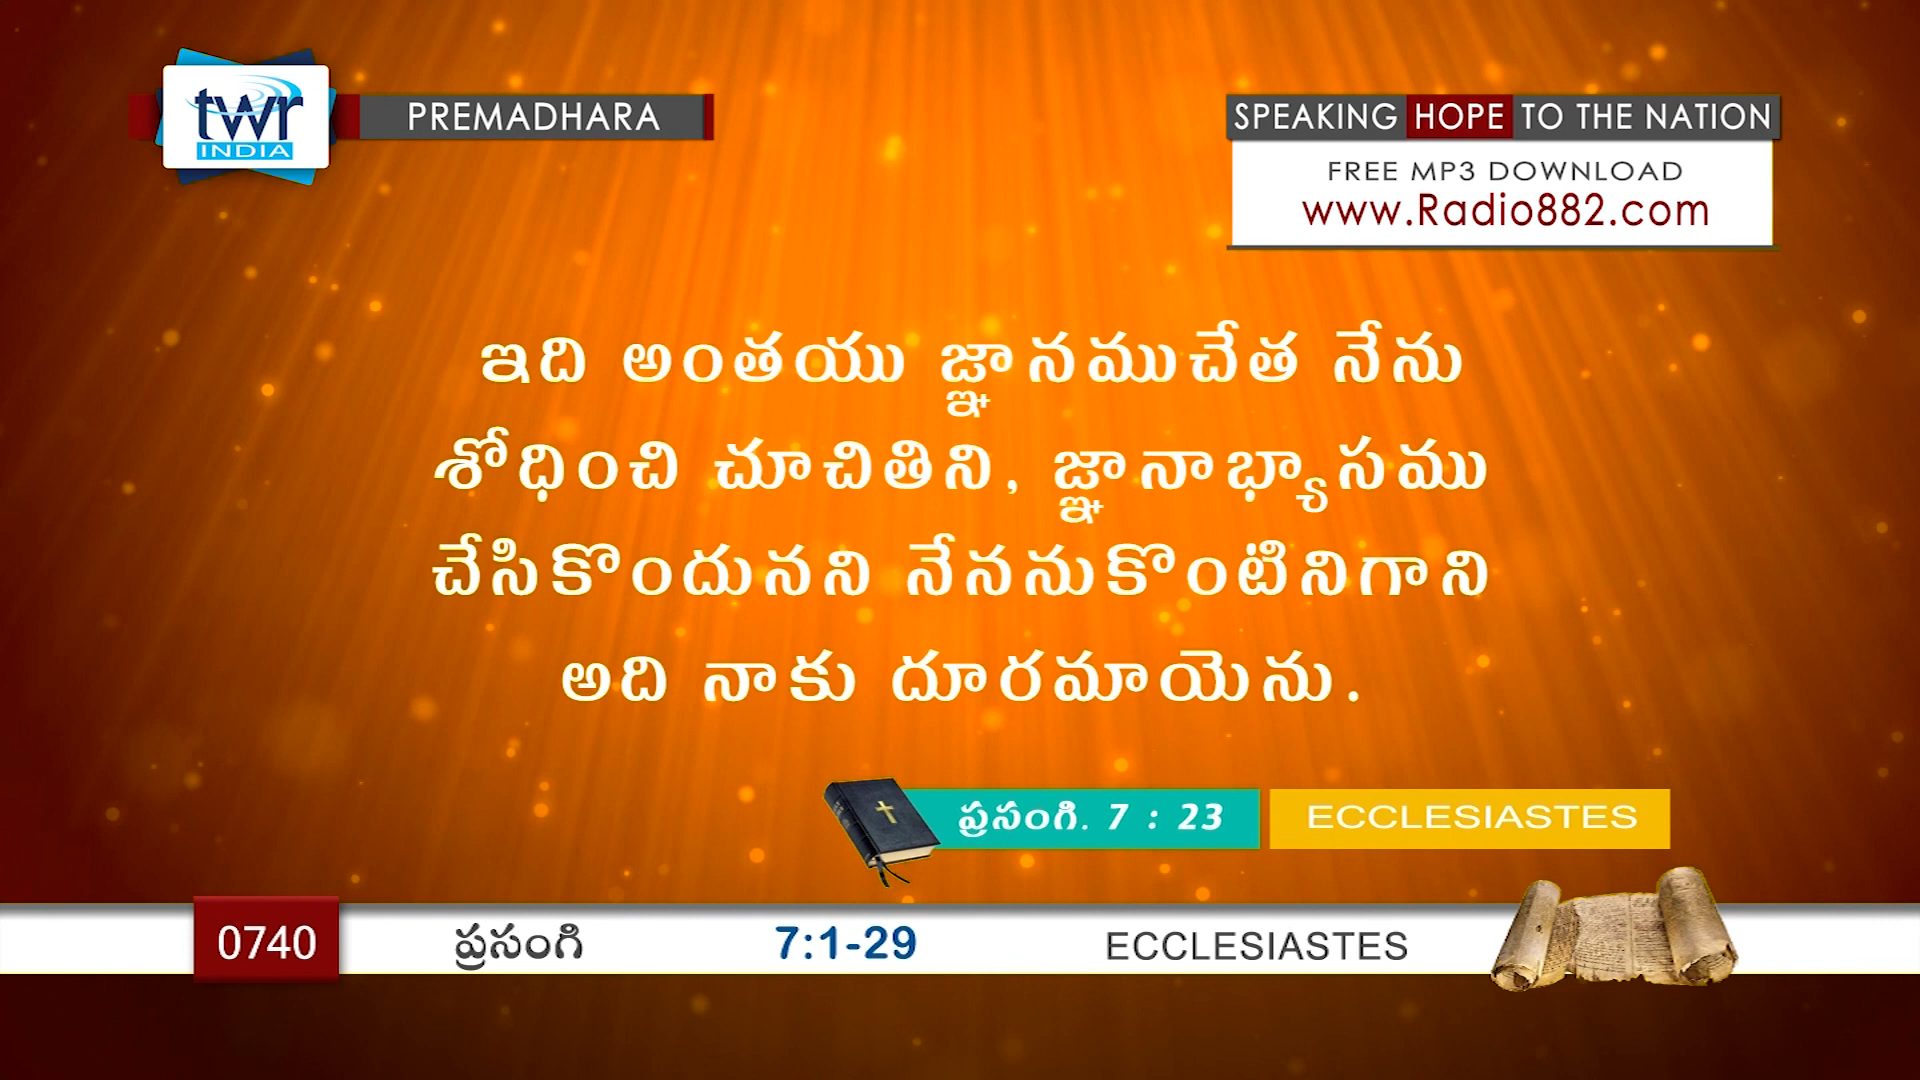 twr
INDIA
PREMADHARA
SPEAKING HOPE TO THE NATION
FREE MP3 DOWNLOAD
www.Radio882.com
ఇది అంతయు జ్ఞానముచేత నేను
శోధించి చూచితిని, జ్ఞానాభ్యాసము
చేసికొందునని నేననుకొంటినిగాని
అది నాకు దూరమాయెను.
ప్రసంగి. 7 : 23
ECCLESIASTES
0740
ప్రసంగి
7:1-29
ECCLESIASTES